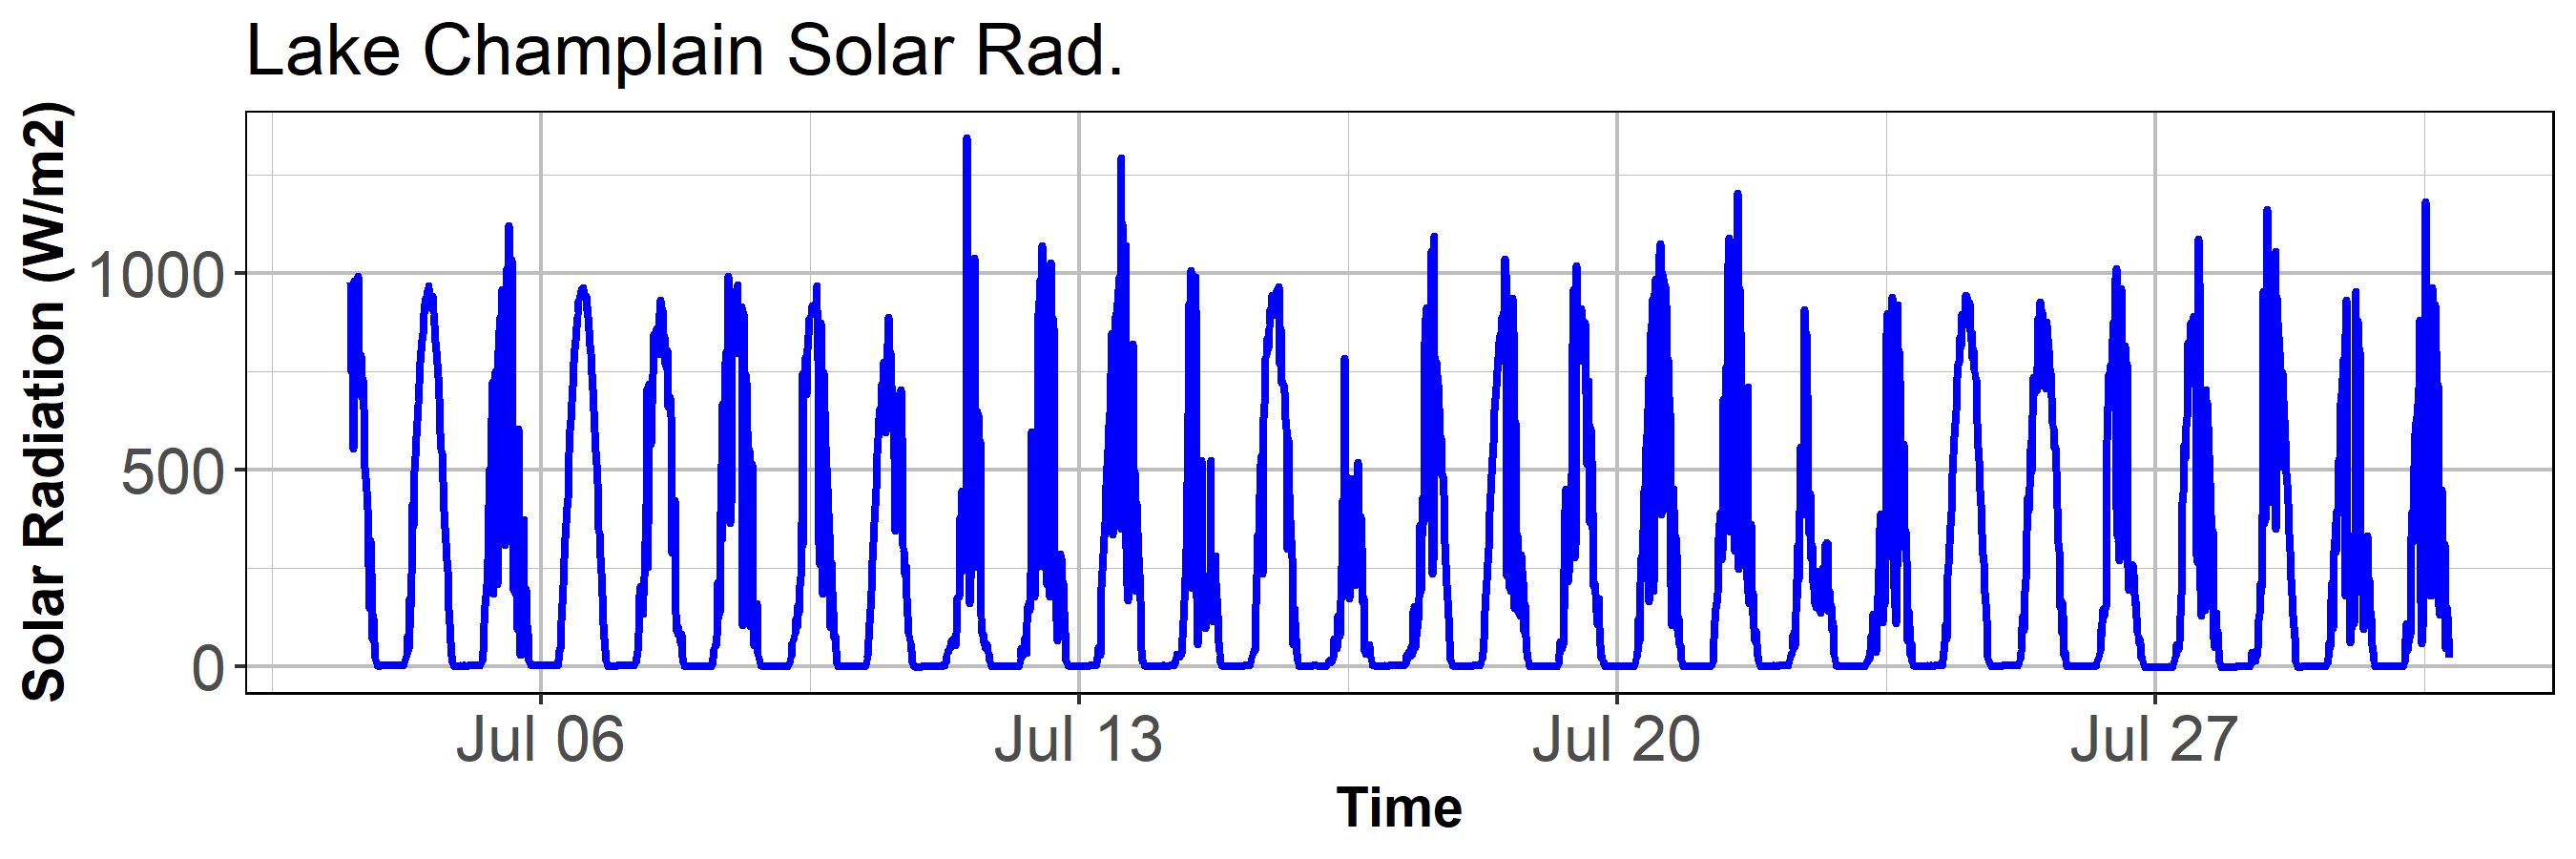 Lake Champlain Solar Rad.
Solar Radiation (W/m2)
1000
500
0
Jul 06
Jul 13
Jul 20
Jul 27
Time